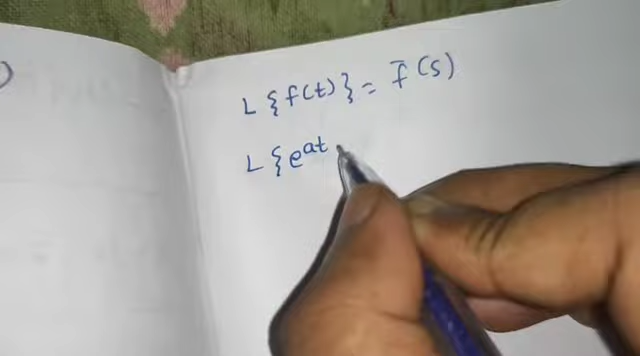 )
L{f(t)} = f̄(s)
L{e^at